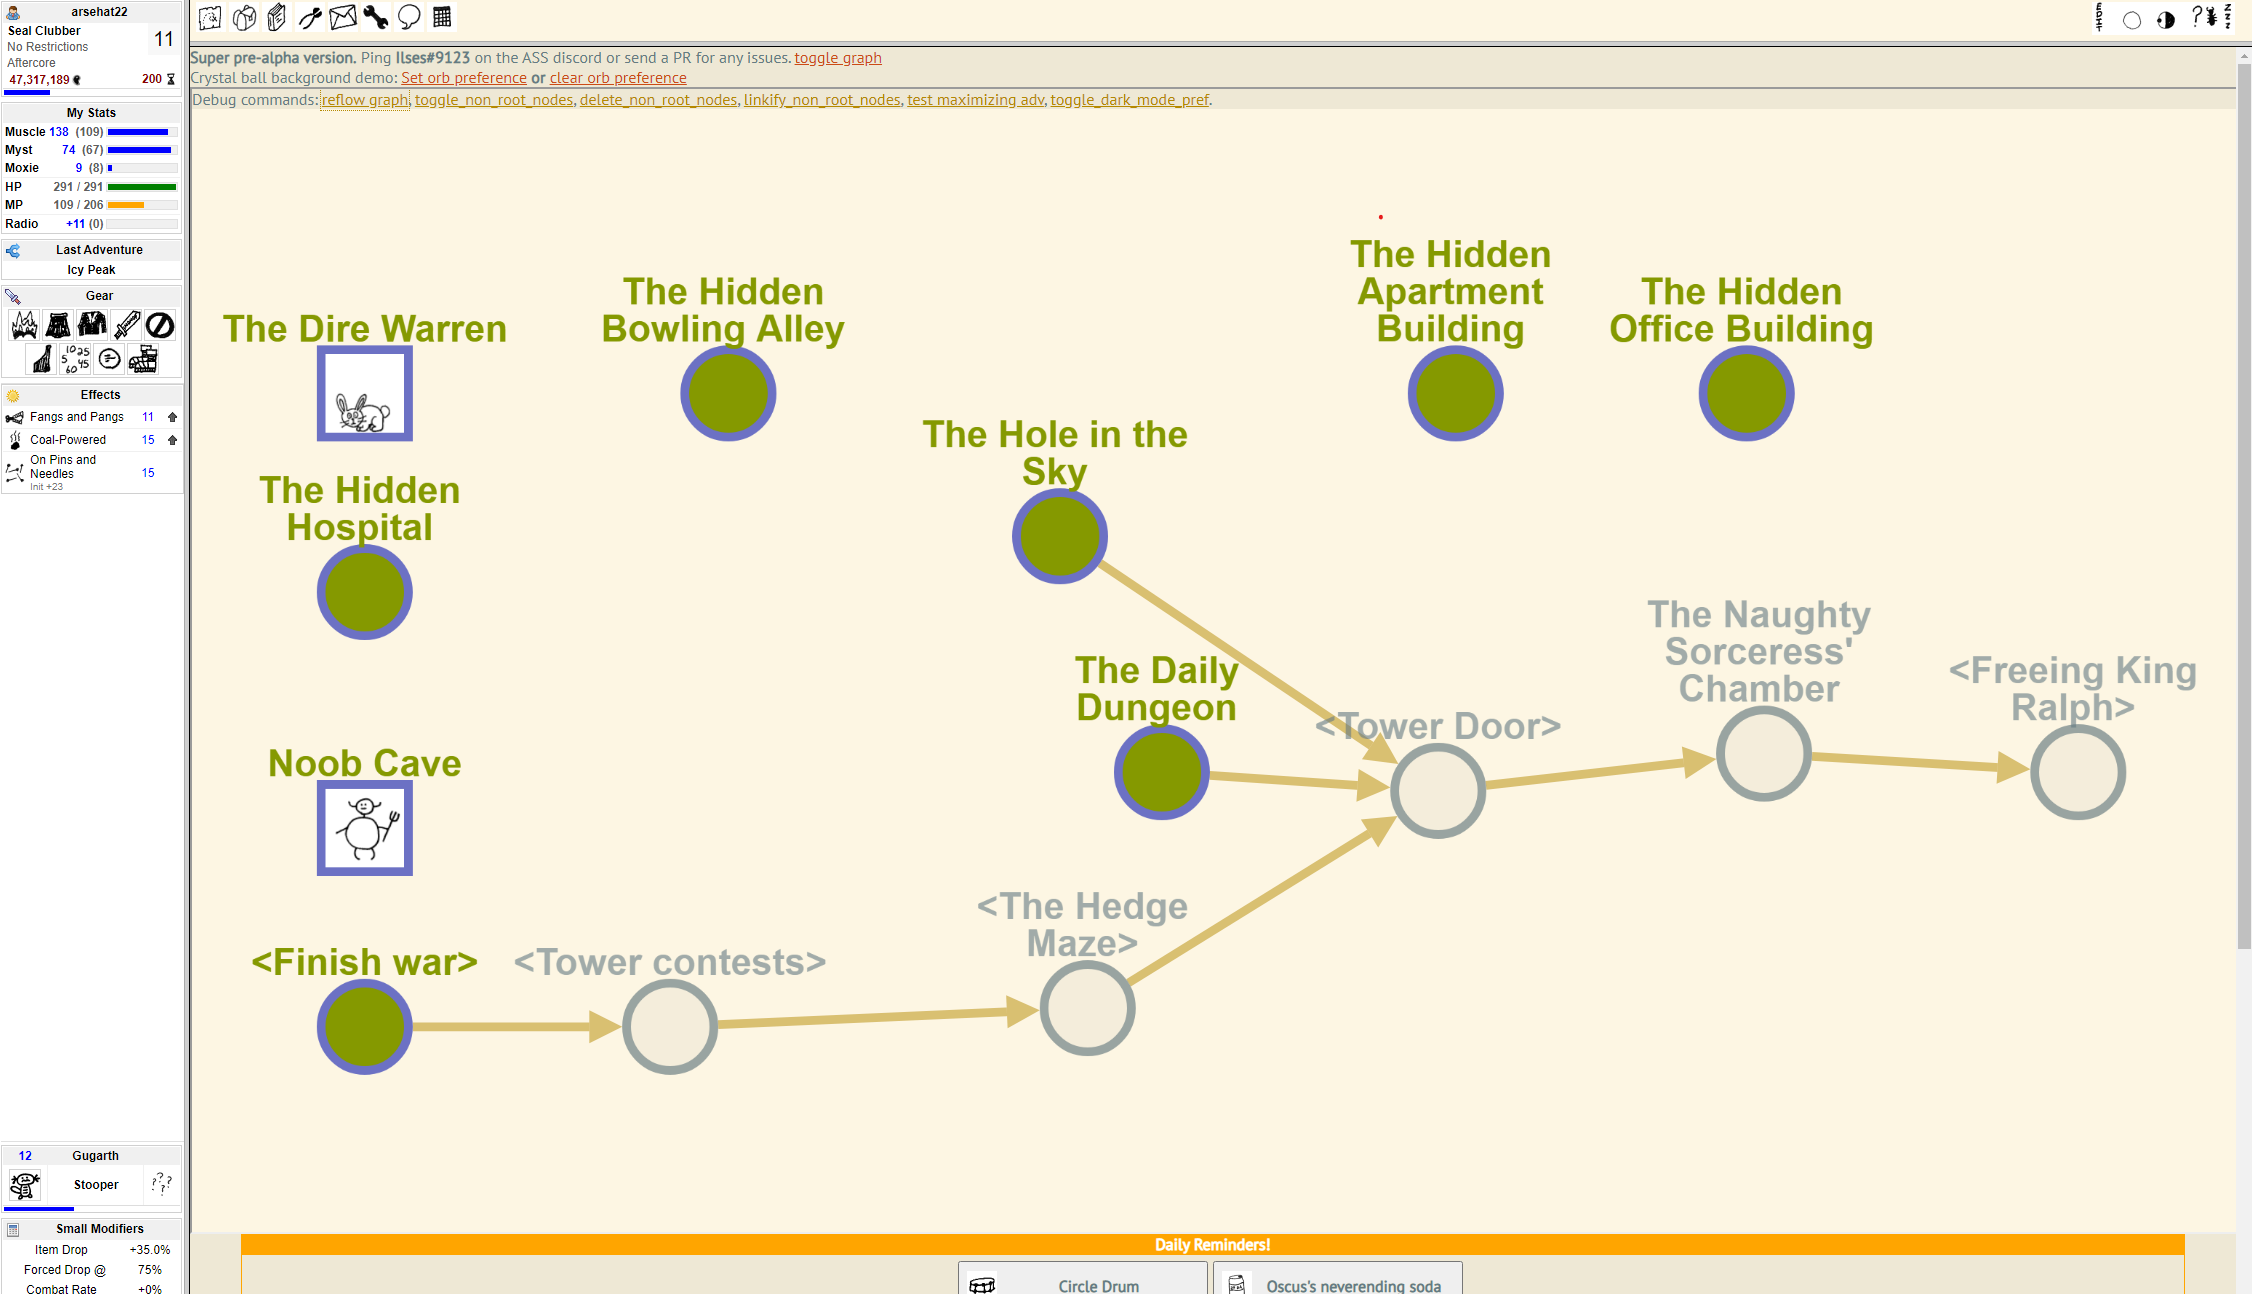 arsehat22
Seal Clubber
No Restrictions
Aftercore
11
47,317,189
200
My Stats
Muscle 138 (109)
Myst 74 (67)
Moxie 9 (8)
HP 291 / 291
MP 109 / 206
Radio +11 (0)
Last Adventure
Icy Peak
Gear
10 25
5 45
60
Effects
Fangs and Pangs 11
Coal-Powered 15
On Pins and
Needles 15
Init +23
12 Gugarth
Stooper
Small Modifiers
Item Drop +35.0%
Forced Drop @ 75%
Combat Rate +0%
EDIT
Super pre-alpha version. Ping Ilses#9123 on the ASS discord or send a PR for any issues. toggle graph
Crystal ball background demo: Set orb preference or clear orb preference
Debug commands: reflow graph, toggle_non_root_nodes, delete_non_root_nodes, linkify_non_root_nodes, test maximizing adv, toggle_dark_mode_pref.
The Dire Warren
The Hidden
Bowling Alley
The Hidden
Apartment
Building
The Hidden
Office Building
The Hole in the
Sky
The Hidden
Hospital
The Daily
Dungeon
<Tower Door>
The Naughty
Sorceress'
Chamber
<Freeing King
Ralph>
Noob Cave
<The Hedge
Maze>
<Finish war>
<Tower contests>
Daily Reminders!
Circle Drum
Oscus's neverending soda